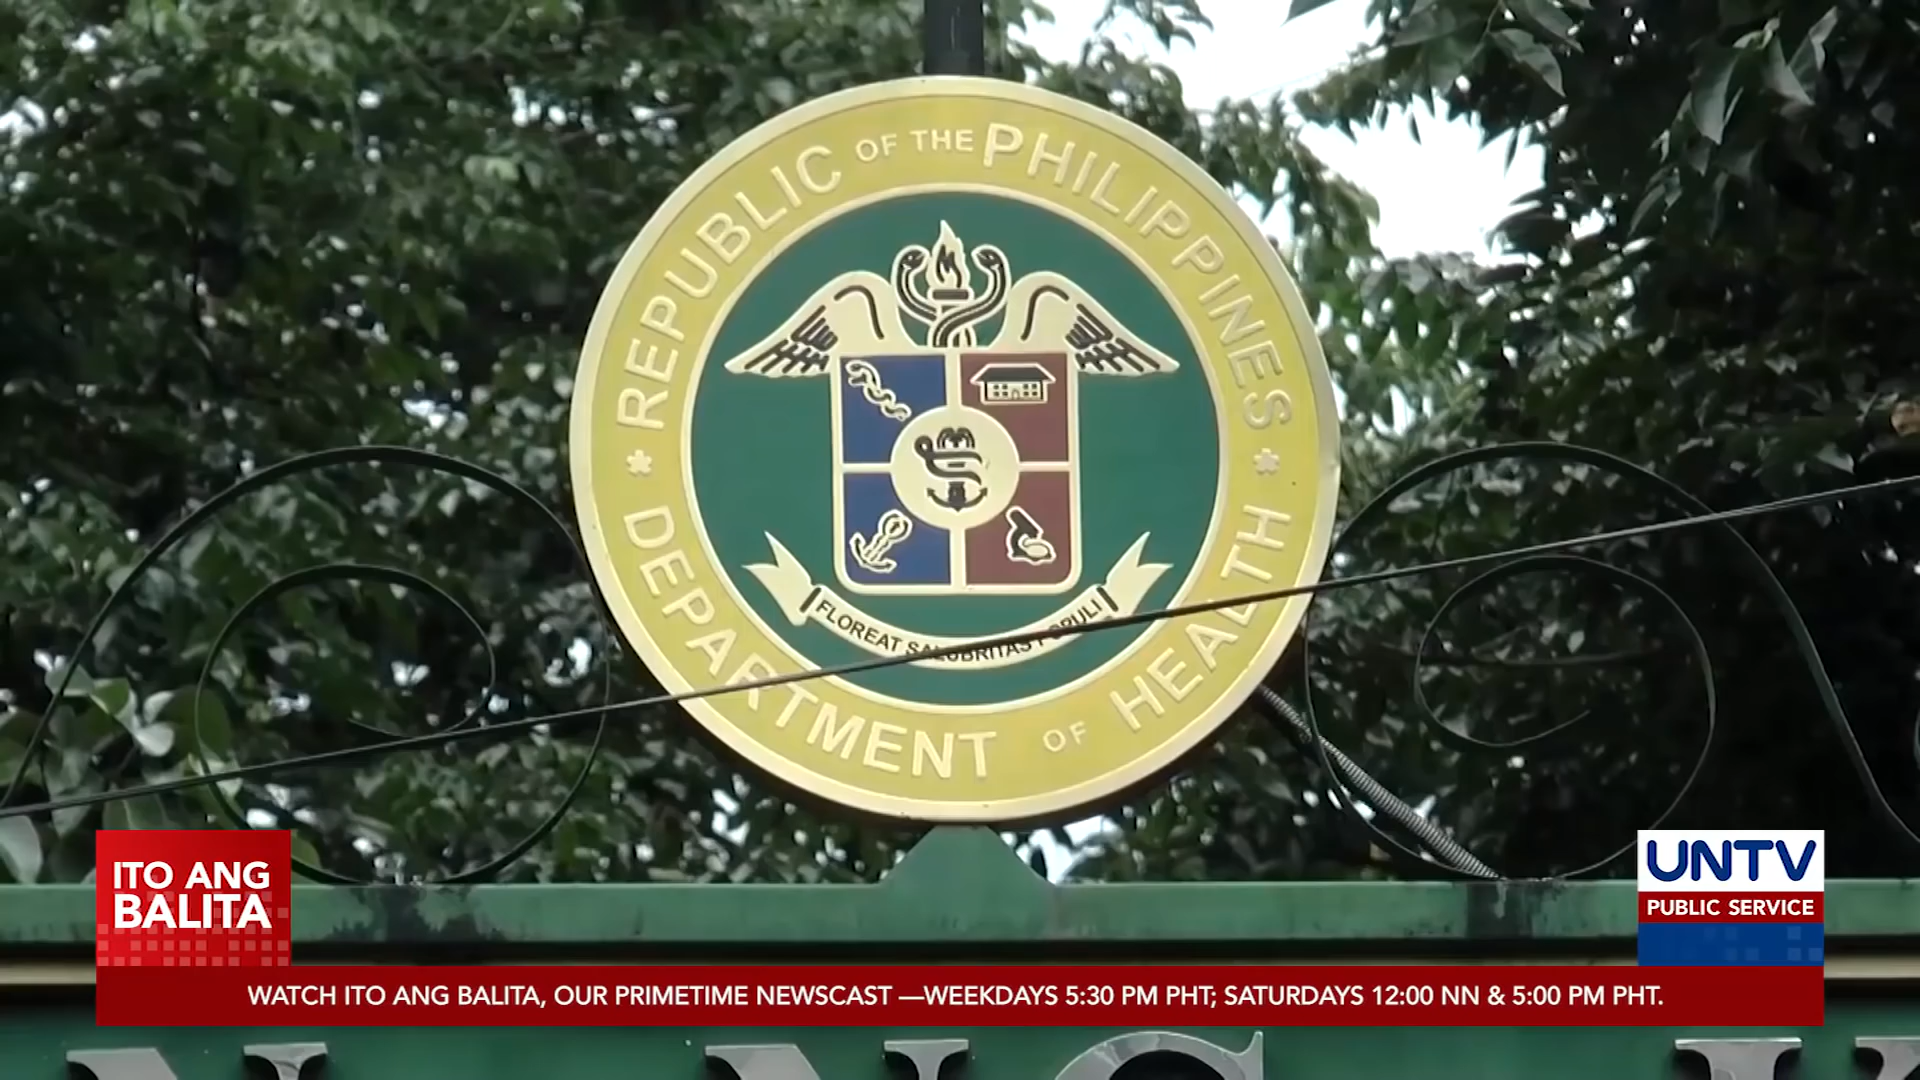 REPUBLIC OF THE PHILIPPINES
DEPARTMENT OF HEALTH
FLOREAT SALUBRITAS POPULI
ITO ANG
BALITA
UNTV
PUBLIC SERVICE
WATCH ITO ANG BALITA, OUR PRIMETIME NEWSCAST —WEEKDAYS 5:30 PM PHT; SATURDAYS 12:00 NN & 5:00 PM PHT.